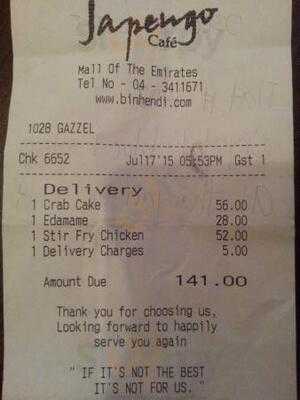 Japengo
Café
Mall Of The Emirates
Tel No - 04 - 3411671
www.binhendi.com
1028 GAZZEL
Chk 6652 Jul17'15 05:53PM Gst 1
Delivery
1 Crab Cake 56.00
1 Edamame 28.00
1 Stir Fry Chicken 52.00
1 Delivery Charges 5.00
Amount Due 141.00
Thank you for choosing us,
Looking forward to happily
serve you again
" IF IT'S NOT THE BEST
IT'S NOT FOR US. "